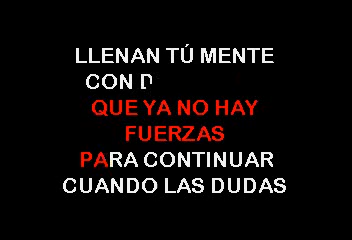 LLENAN TÚ MENTE
CON
QUE YA NO HAY
FUERZAS
PARA CONTINUAR
CUANDO LAS DUDAS